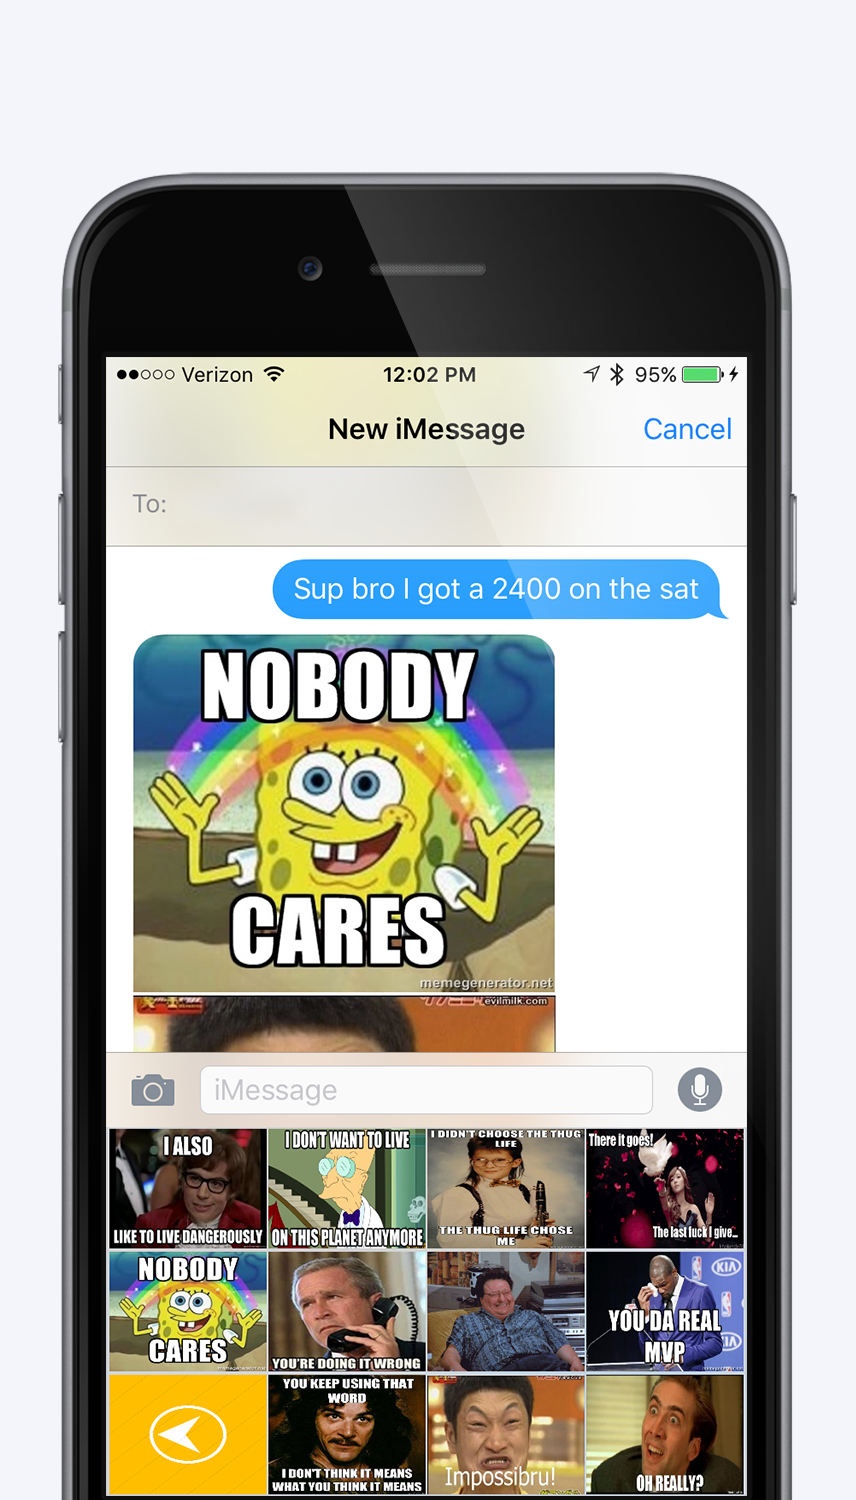 Verizon
12:02 PM
95%
New iMessage
Cancel
To:
Sup bro I got a 2400 on the sat
NOBODY
CARES
memegenerator.net
evilmilk.com
iMessage
I ALSO
LIKE TO LIVE DANGEROUSLY
I DON'T WANT TO LIVE
ON THIS PLANET ANYMORE
I DIDN'T CHOOSE THE THUG
LIFE
THE THUG LIFE CHOSE
ME
There it goes!
The last fuck I give...
NOBODY
CARES
YOU'RE DOING IT WRONG
KIA
YOU DA REAL
MVP
YOU KEEP USING THAT
WORD
I DON'T THINK IT MEANS
WHAT YOU THINK IT MEANS
Impossibru!
OH REALLY?